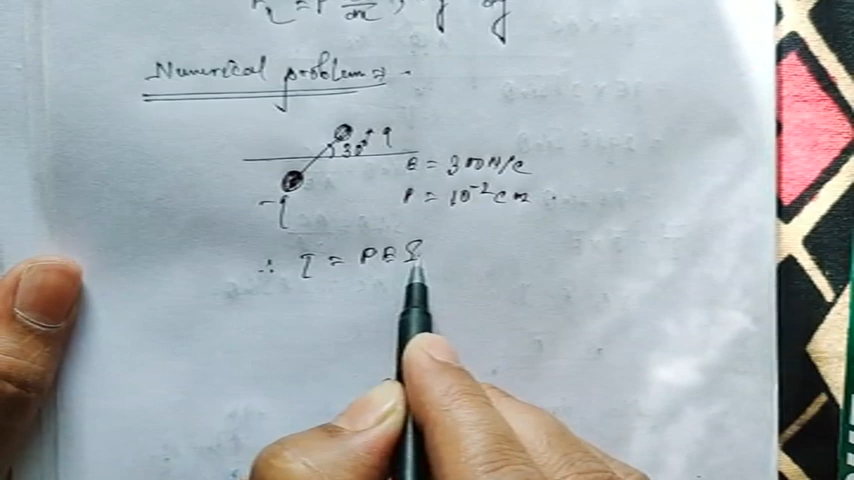 Numerical problem ⇒ -
30° +q
E = 300 N/C
-q
P = 10⁻² cm
∴ τ = PE S